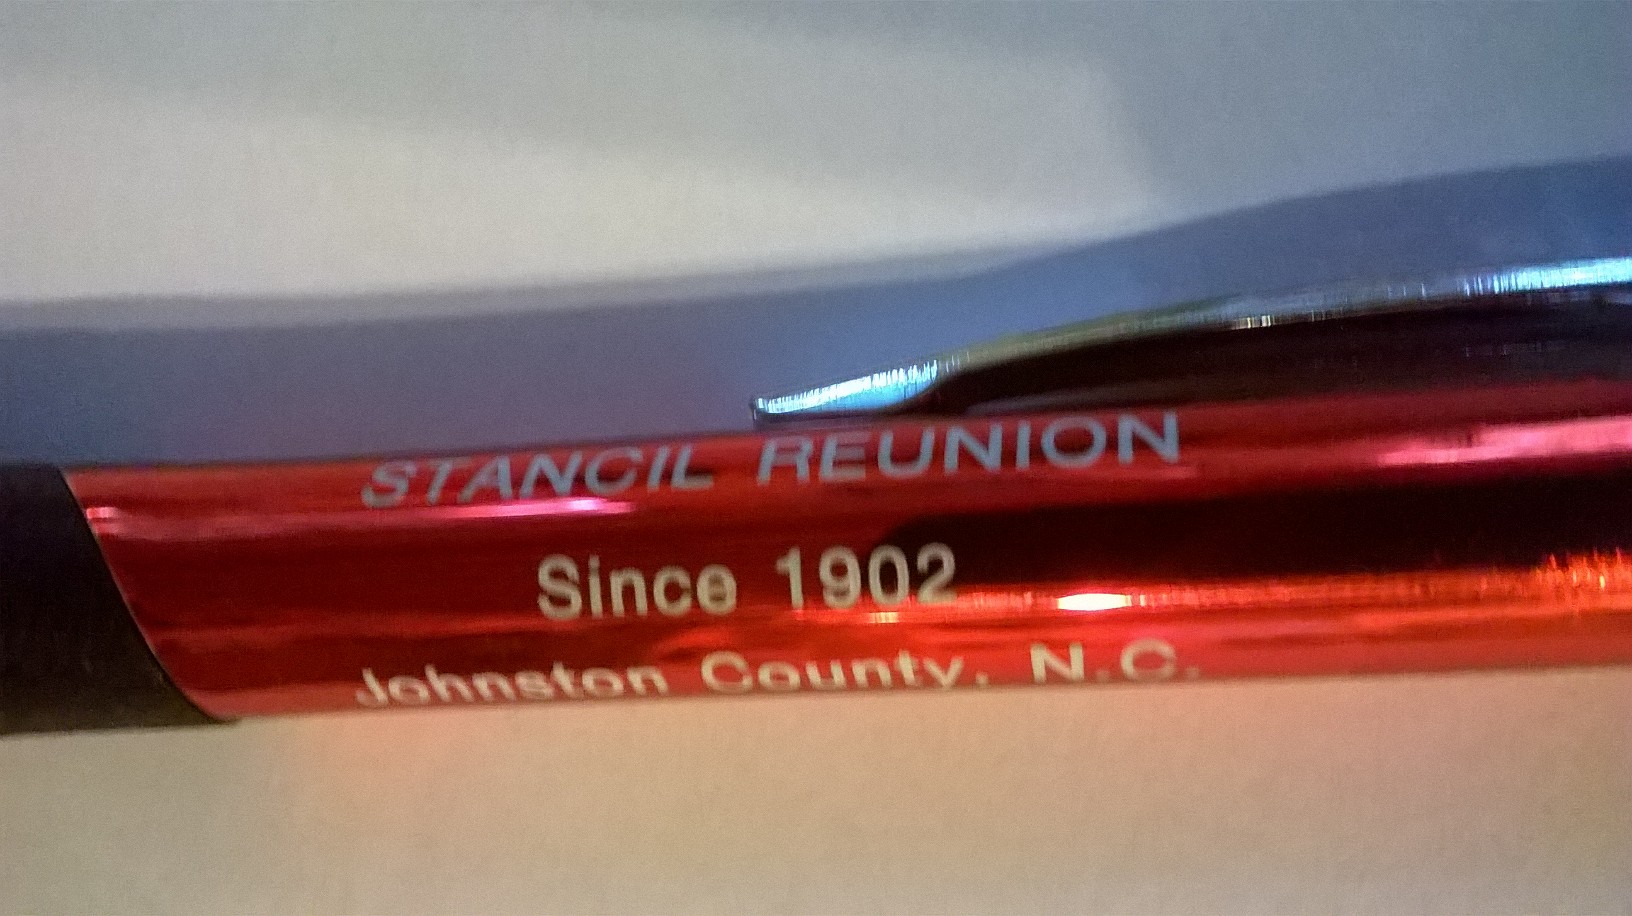 STANCIL REUNION
Since 1902
Johnston County, N.C.